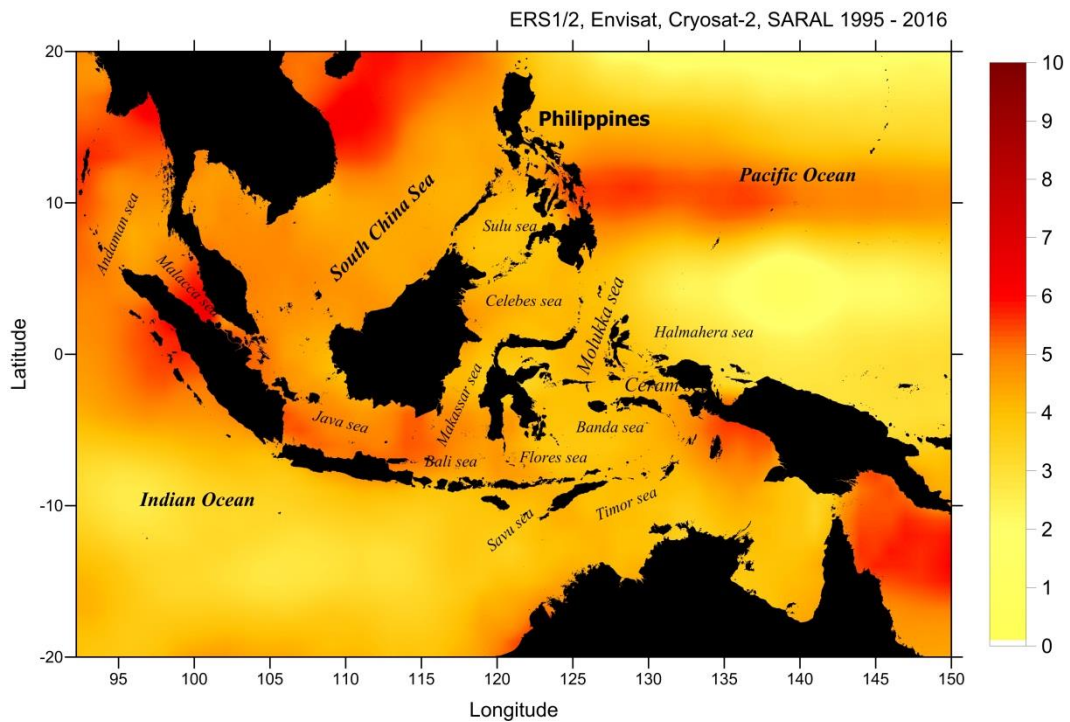 ERS1/2, Envisat, Cryosat-2, SARAL 1995 - 2016
20
10
0
-10
-20
Latitude
95
100
105
110
115
120
125
130
135
140
145
150
Longitude
10
9
8
7
6
5
4
3
2
1
0
Philippines
Pacific Ocean
South China Sea
Andaman sea
Sulu sea
Malacca sea
Celebes sea
Molukka sea
Halmahera sea
Ceram se
Makassar sea
Java sea
Banda sea
Bali sea
Flores sea
Indian Ocean
Savu sea
Timor sea